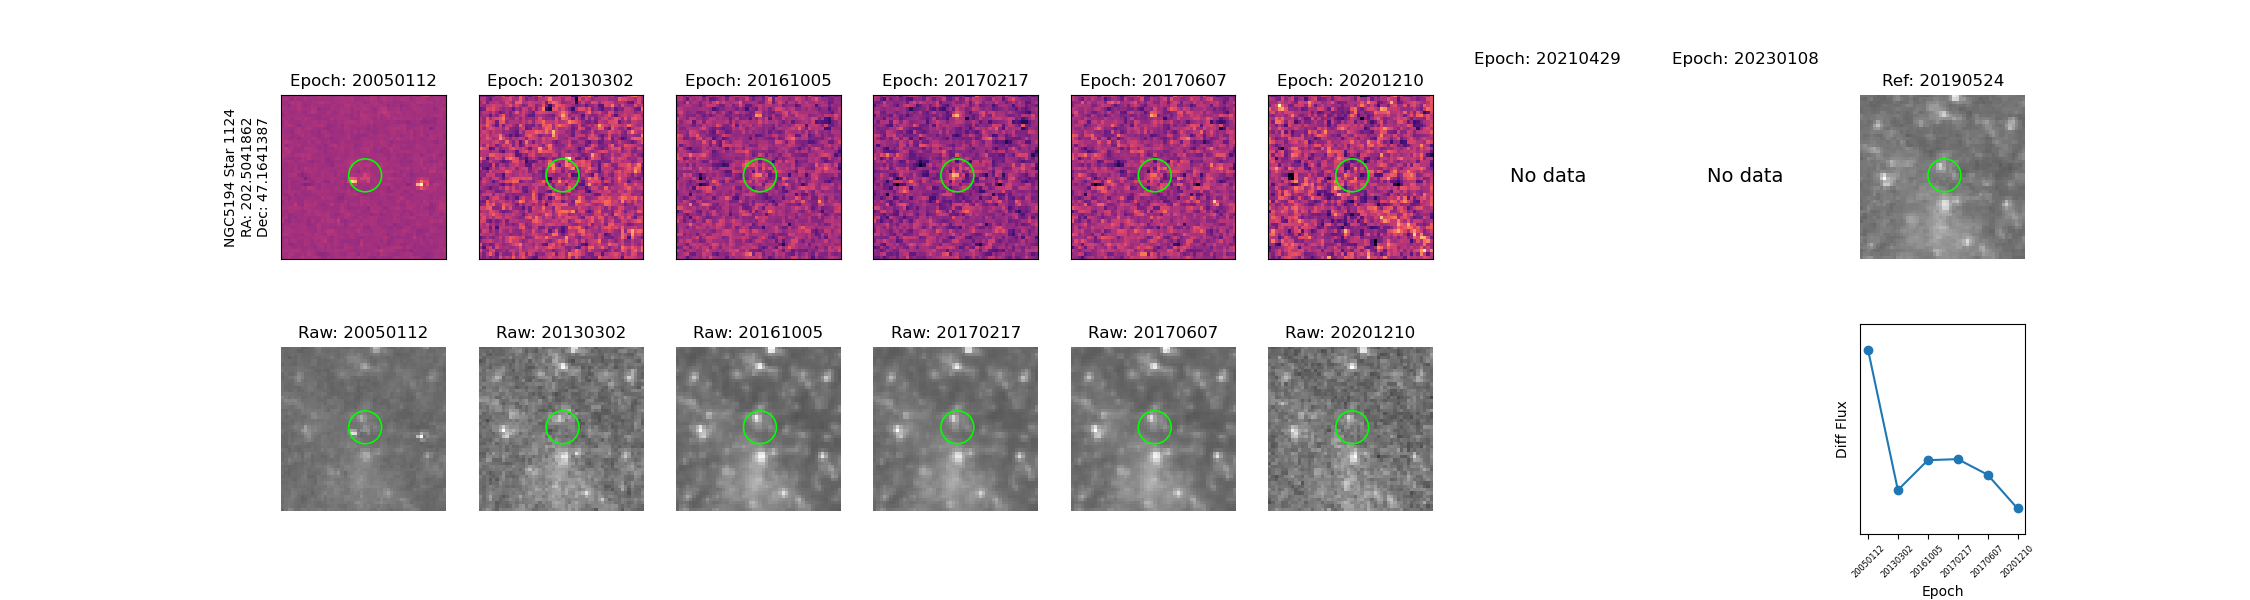 Epoch: 20050112
Epoch: 20130302
Epoch: 20161005
Epoch: 20170217
Epoch: 20170607
Epoch: 20201210
Epoch: 20210429
Epoch: 20230108
Ref: 20190524
NGC5194 Star 1124
RA: 202.5041862
Dec: 47.1641387
No data
No data
Raw: 20050112
Raw: 20130302
Raw: 20161005
Raw: 20170217
Raw: 20170607
Raw: 20201210
Diff Flux
20050112
20130302
20161005
20170217
20170607
20201210
Epoch